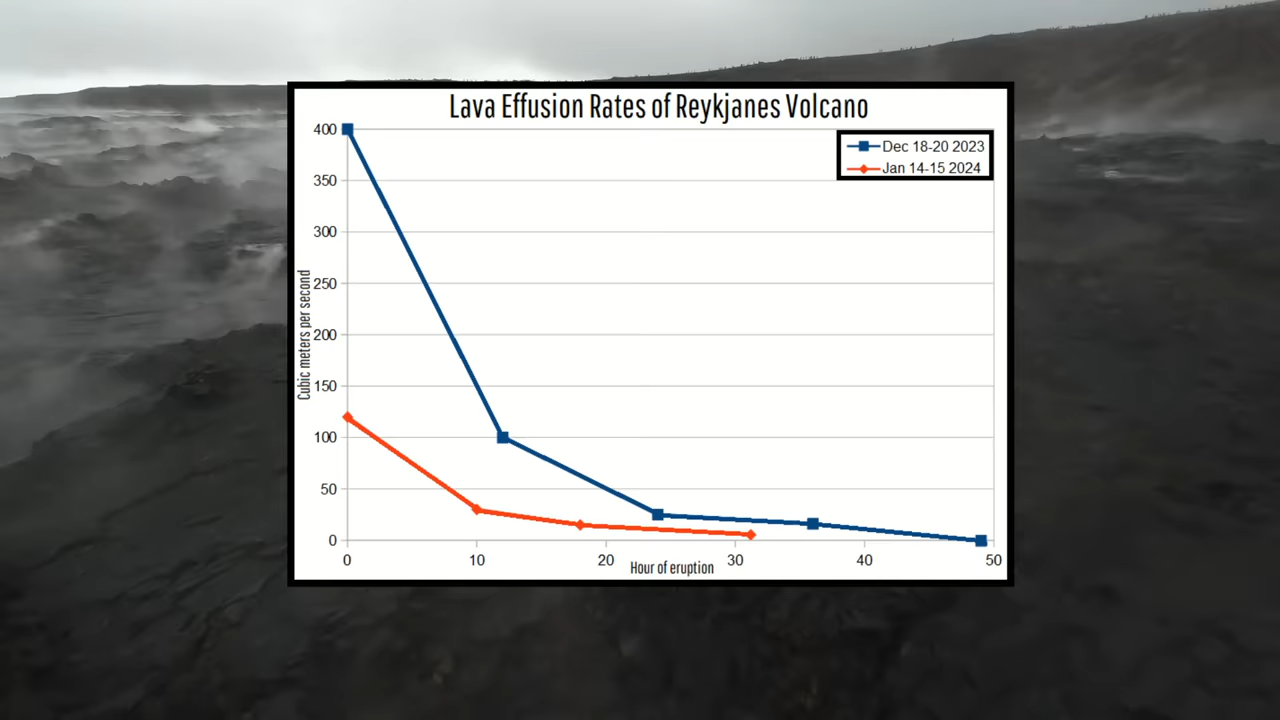 Lava Effusion Rates of Reykjanes Volcano
Dec 18-20 2023
Jan 14-15 2024
Cubic meters per second
400
350
300
250
200
150
100
50
0
0 10 20 30 40 50
Hour of eruption